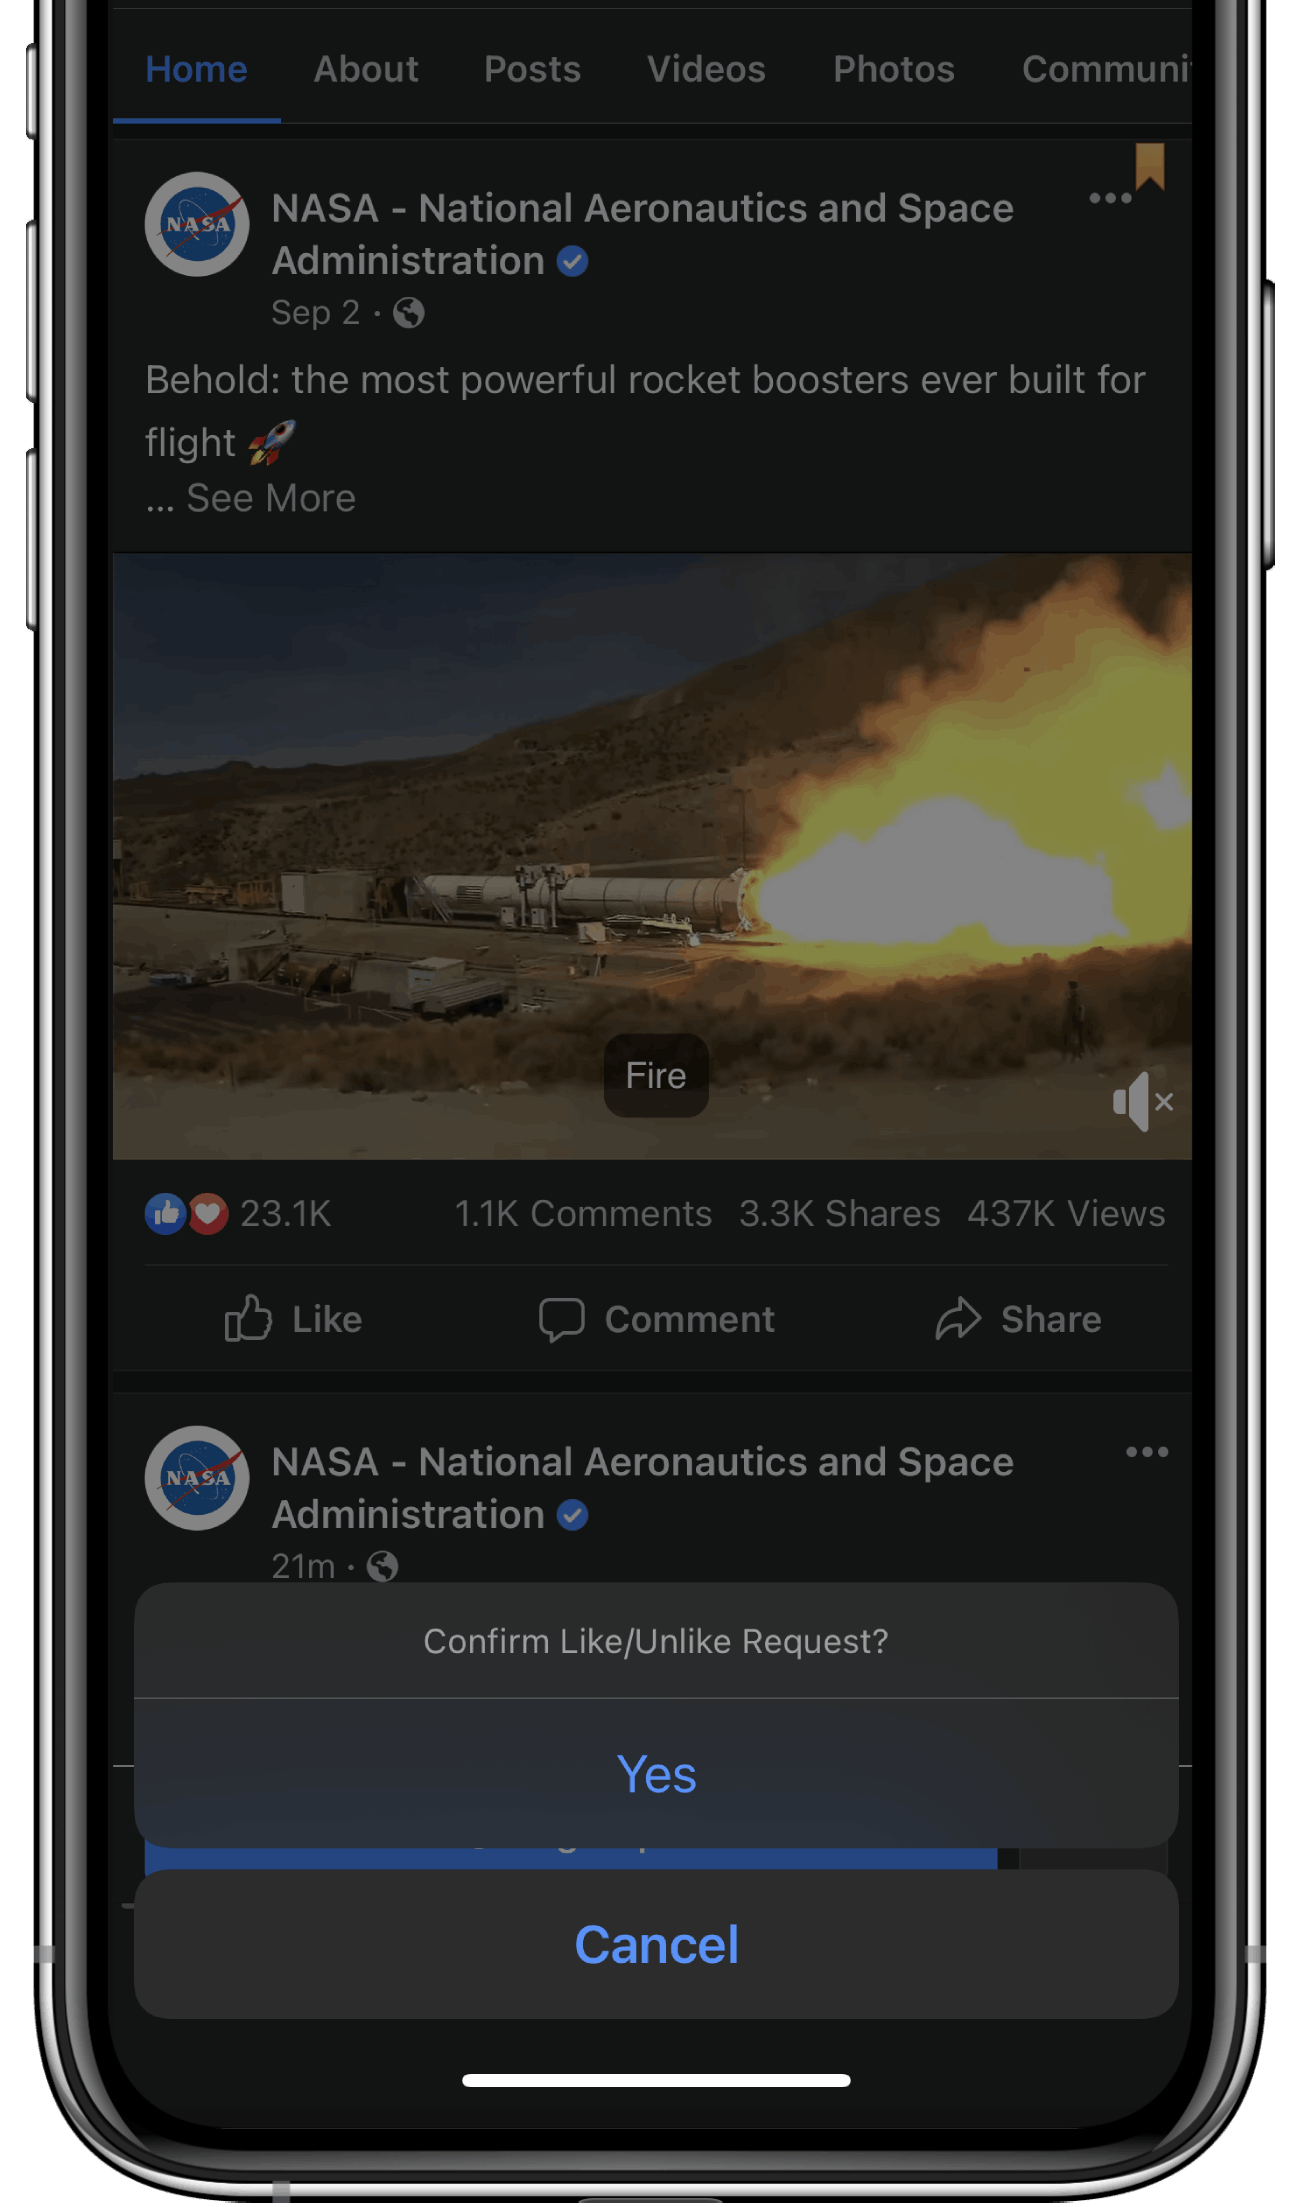 Home About Posts Videos Photos Communi
NASA
NASA - National Aeronautics and Space
Administration
Sep 2 ·
Behold: the most powerful rocket boosters ever built for
flight 🚀
... See More
Fire
23.1K 1.1K Comments 3.3K Shares 437K Views
Like Comment Share
NASA
NASA - National Aeronautics and Space
Administration
21m ·
Confirm Like/Unlike Request?
Yes
Cancel